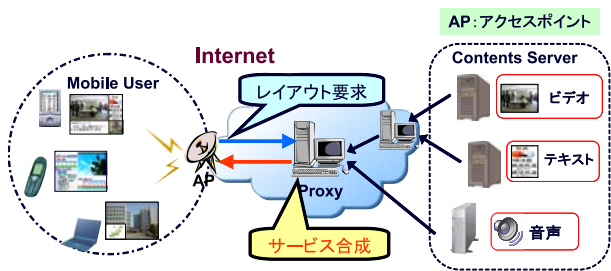 AP：アクセスポイント
Internet
Contents Server
Mobile User
レイアウト要求
ビデオ
AP
テキスト
Proxy
サービス合成
音声